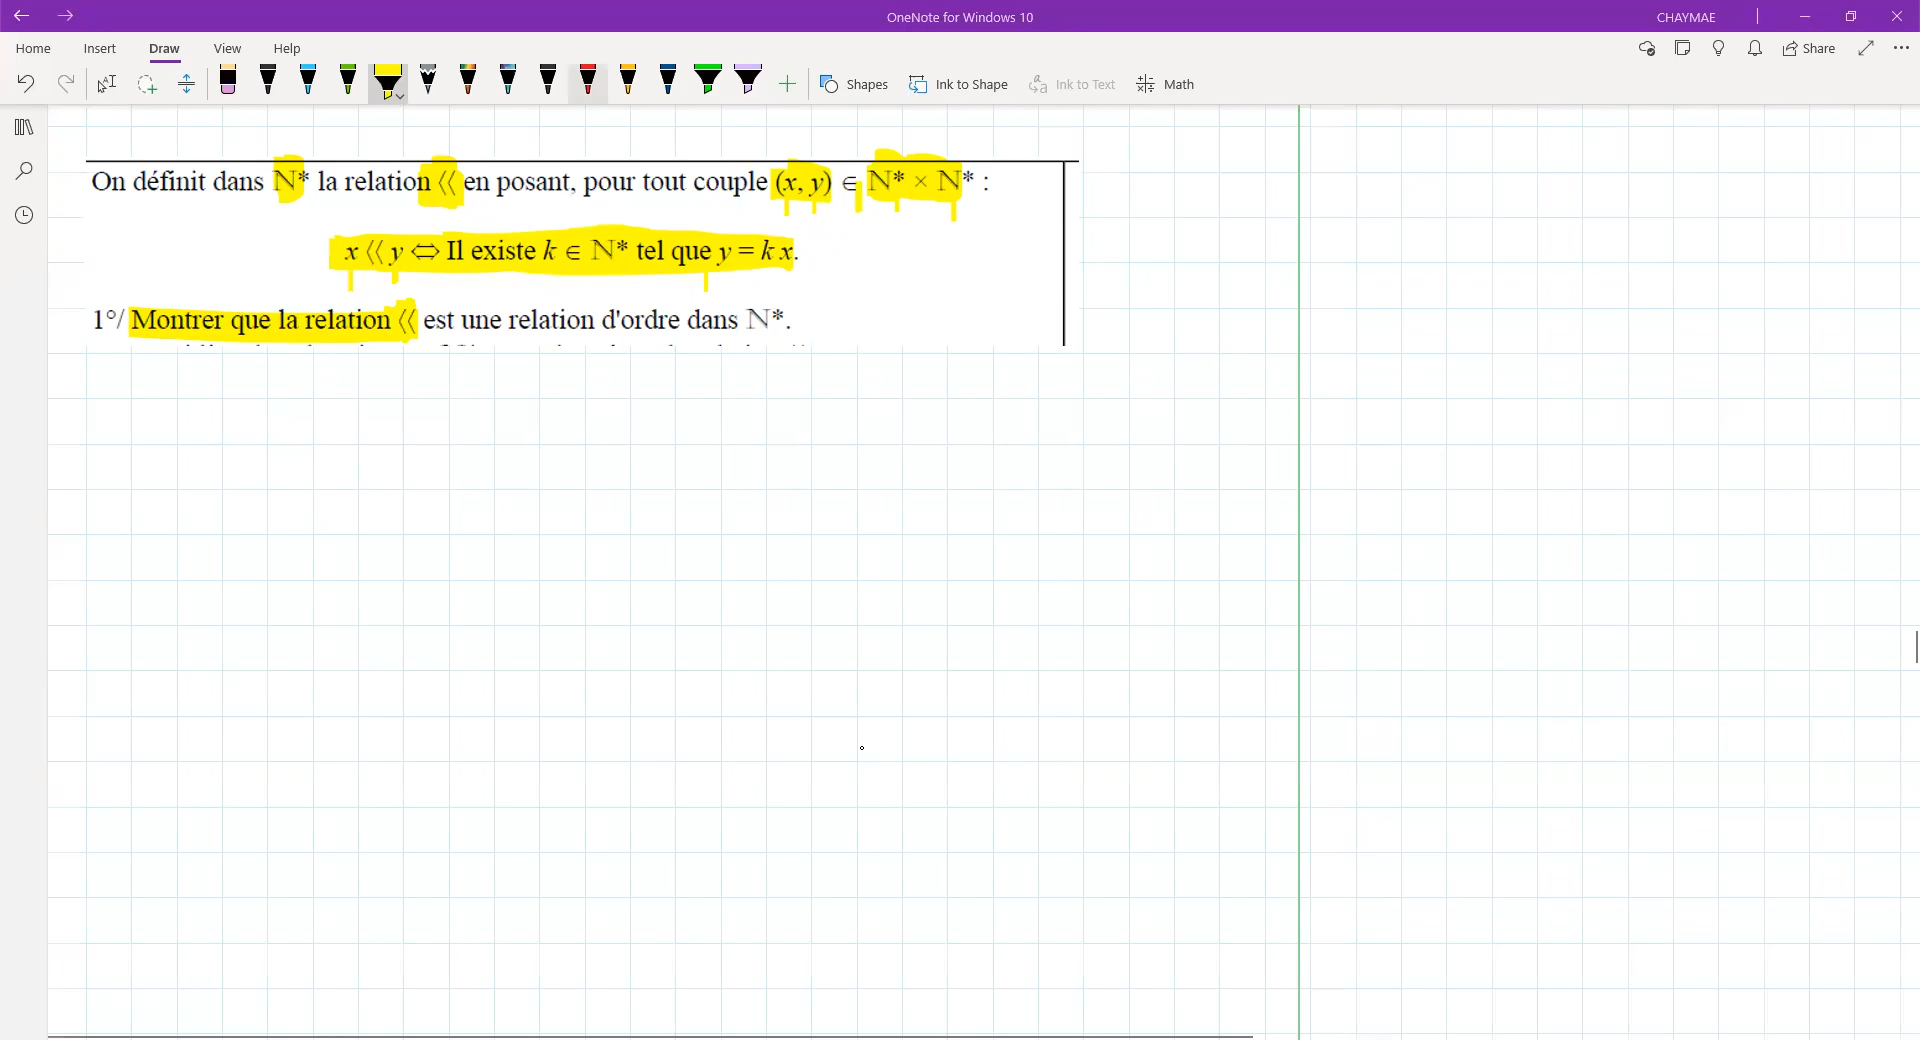 OneNote for Windows 10
CHAYMAE
Home Insert Draw View Help
Share
Shapes Ink to Shape Ink to Text Math
On définit dans ℕ* la relation ⟨⟨ en posant, pour tout couple (x, y) ∈ ℕ* × ℕ* :
x ⟨⟨ y ⇔ Il existe k ∈ ℕ* tel que y = k x.
1°/ Montrer que la relation ⟨⟨ est une relation d'ordre dans ℕ*.